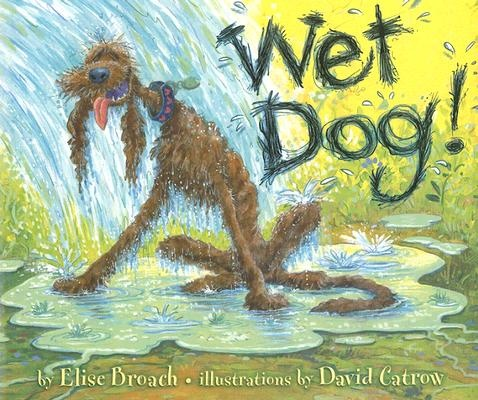 Wet
Dog!
by Elise Broach • illustrations by David Catrow